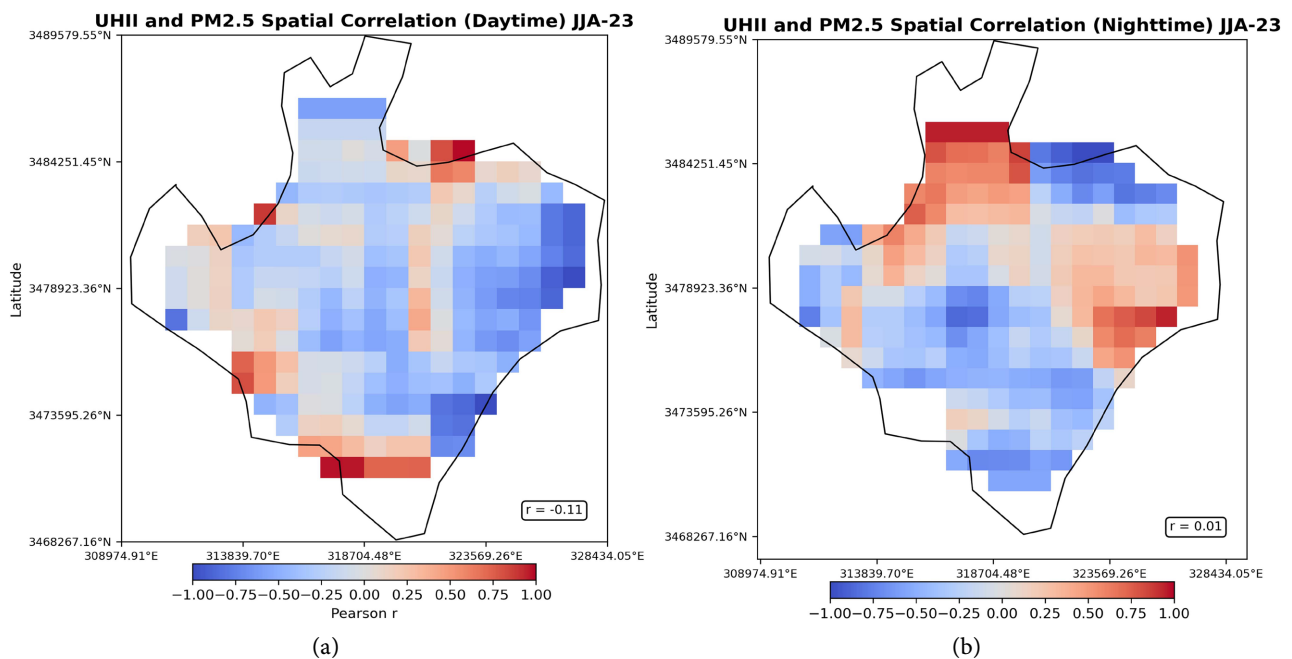 UHII and PM2.5 Spatial Correlation (Daytime) JJA-23
3489579.55°N
3484251.45°N
3478923.36°N
3473595.26°N
3468267.16°N
Latitude
r = -0.11
308974.91°E 313839.70°E 318704.48°E 323569.26°E 328434.05°E
−1.00 −0.75 −0.50 −0.25 0.00 0.25 0.50 0.75 1.00
Pearson r
(a)
UHII and PM2.5 Spatial Correlation (Nighttime) JJA-23
3489579.55°N
3484251.45°N
3478923.36°N
3473595.26°N
3468267.16°N
Latitude
r = 0.01
308974.91°E 313839.70°E 318704.48°E 323569.26°E 328434.05°E
−1.00 −0.75 −0.50 −0.25 0.00 0.25 0.50 0.75 1.00
(b)